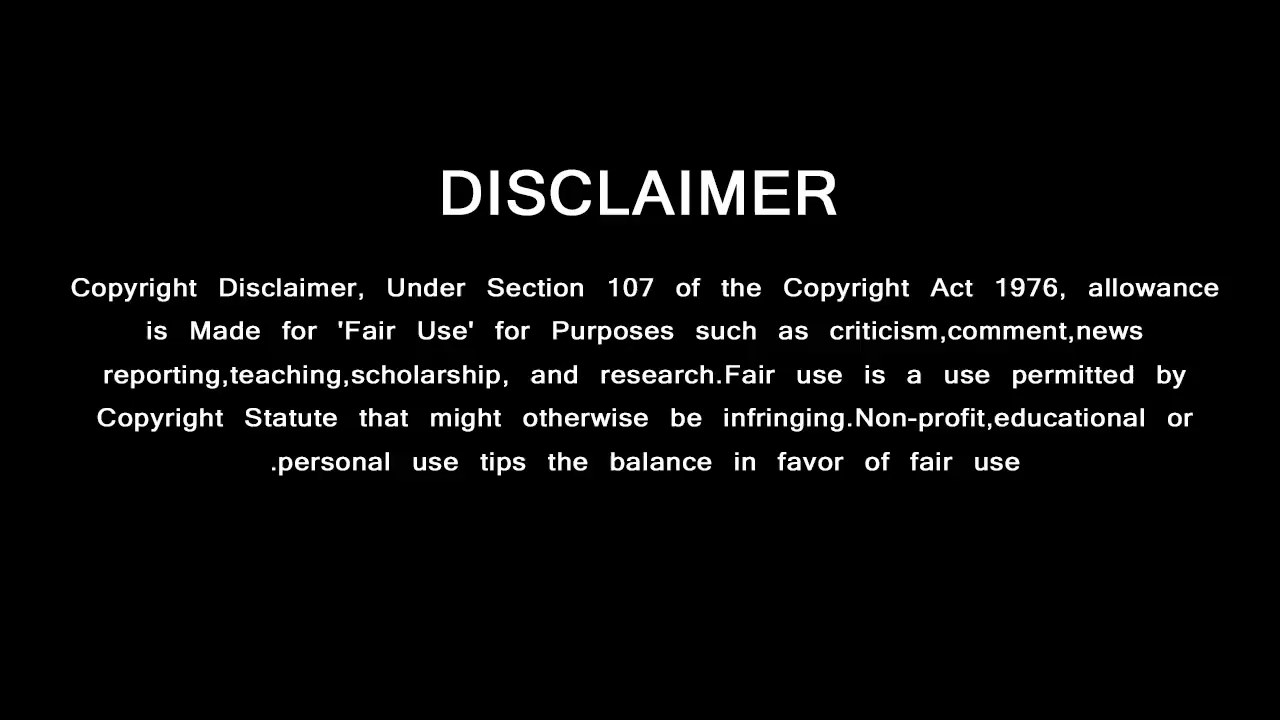 DISCLAIMER
Copyright Disclaimer, Under Section 107 of the Copyright Act 1976, allowance
is Made for 'Fair Use' for Purposes such as criticism,comment,news
reporting,teaching,scholarship, and research.Fair use is a use permitted by
Copyright Statute that might otherwise be infringing.Non-profit,educational or
.personal use tips the balance in favor of fair use